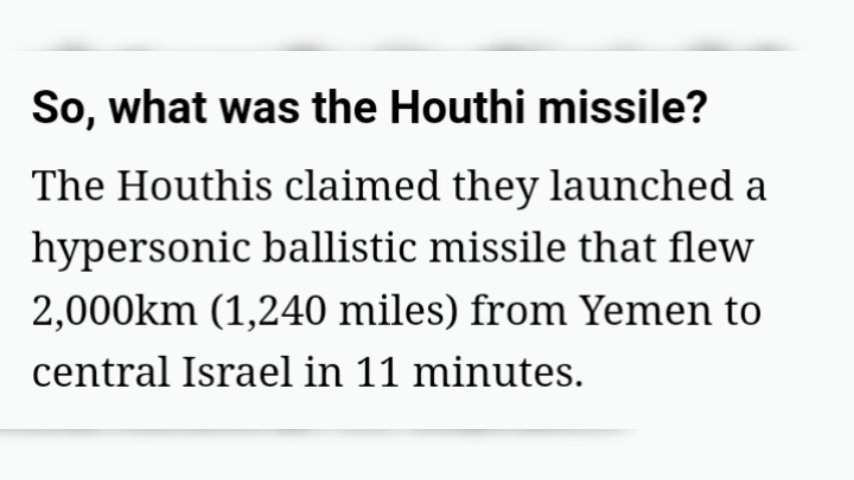 So, what was the Houthi missile?
The Houthis claimed they launched a
hypersonic ballistic missile that flew
2,000km (1,240 miles) from Yemen to
central Israel in 11 minutes.